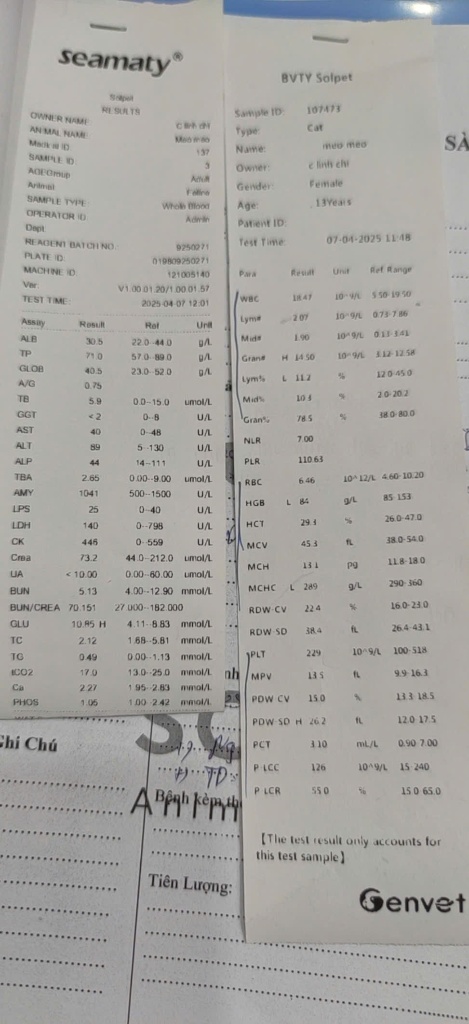 seamaty®
Solpet
RESULTS
OWNER NAME: c linh chi
ANIMAL NAME: Meo meo
Medical ID: 137
SAMPLE ID: 3
AGEGroup Adult
Animal: Feline
SAMPLE TYPE: Whole Blood
OPERATOR ID: Admin
Dept
REAGENT BATCH NO: 9250271
PLATE ID: 019809250271
MACHINE ID: 121005140
Ver: V1.00.01.20/1.00.01.57
TEST TIME: 2025-04-07 12:01
Assay Result Ref Unit
ALB 30.5 22.0--44.0 g/L
TP 71.0 57.0--89.0 g/L
GLOB 40.5 23.0--52.0 g/L
A/G 0.75
TB 5.9 0.0--15.0 umol/L
GGT <2 0--8 U/L
AST 40 0--48 U/L
ALT 89 5--130 U/L
ALP 44 14--111 U/L
TBA 2.65 0.00--9.00 umol/L
AMY 1041 500--1500 U/L
LPS 25 0--40 U/L
LDH 140 0--798 U/L
CK 446 0--559 U/L
Crea 73.2 44.0--212.0 umol/L
UA <10.00 0.00--60.00 umol/L
BUN 5.13 4.00--12.90 mmol/L
BUN/CREA 70.151 27.000--182.000
GLU 10.85 H 4.11--8.83 mmol/L
TC 2.12 1.68--5.81 mmol/L
TG 0.49 0.00--1.13 mmol/L
tCO2 17.0 13.0--25.0 mmol/L
Ca 2.27 1.95--2.83 mmol/L
PHOS 1.05 1.00--2.42 mmol/L
BVTY Solpet
Sample ID: 107473
Type: Cat
Name: meo meo
Owner: c linh chi
Gender: Female
Age: 13Years
Patient ID:
Test Time: 07-04-2025 11:48
Para Result Unit Ref Range
WBC 18.47 10^9/L 5.50-19.50
Lym# 2.07 10^9/L 0.73-7.86
Mid# 1.90 10^9/L 0.13-3.41
Gran# H 14.50 10^9/L 3.12-12.58
Lym% L 11.2 % 12.0-45.0
Mid% 10.3 % 2.0-20.2
Gran% 78.5 % 38.0-80.0
NLR 7.00
PLR 110.63
RBC 6.46 10^12/L 4.60-10.20
HGB L 84 g/L 85-153
HCT 29.3 % 26.0-47.0
MCV 45.3 fL 38.0-54.0
MCH 13.1 pg 11.8-18.0
MCHC L 289 g/L 290-360
RDW-CV 22.4 % 16.0-23.0
RDW-SD 38.4 fL 26.4-43.1
PLT 229 10^9/L 100-518
MPV 13.5 fL 9.9-16.3
PDW-CV 15.0 % 13.3-18.5
PDW-SD H 26.2 fL 12.0-17.5
PCT 3.10 mL/L 0.90-7.00
P-LCC 126 10^9/L 15-240
P-LCR 55.0 % 15.0-65.0
【The test result only accounts for
this test sample】
Genvet
SÀ
hi Chú
Bệnh kèm th
Tiên Lượng: